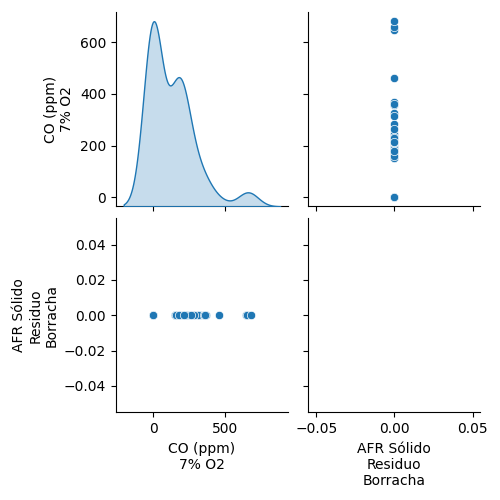 600
400
200
0
CO (ppm)
7% O2
0.04
0.02
0.00
−0.02
−0.04
AFR Sólido
Residuo
Borracha
0
500
CO (ppm)
7% O2
−0.05
0.00
0.05
AFR Sólido
Residuo
Borracha